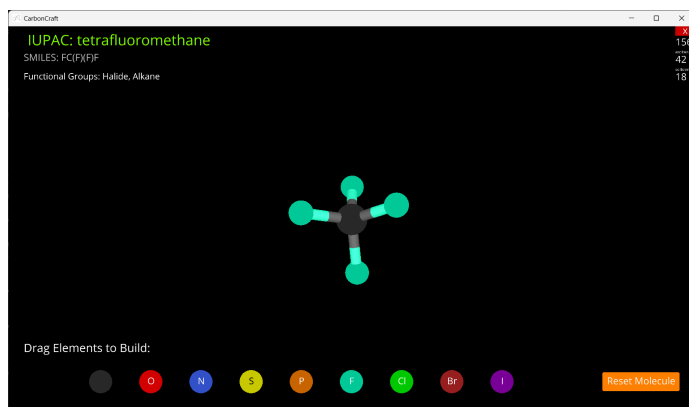 CarbonCraft
IUPAC: tetrafluoromethane
SMILES: FC(F)(F)F
Functional Groups: Halide, Alkane
X
42
18
Drag Elements to Build:
O N S P F Cl Br I
Reset Molecule